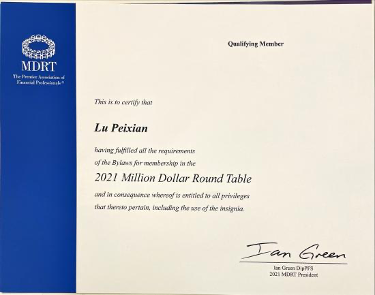 MDRT
The Premier Association of
Financial Professionals®
Qualifying Member
This is to certify that
Lu Peixian
having fulfilled all the requirements
of the Bylaws for membership in the
2021 Million Dollar Round Table
and in consequence whereof is entitled to all privileges
that thereto pertain, including the use of the insignia.
Ian Green
Ian Green DipPFS
2021 MDRT President